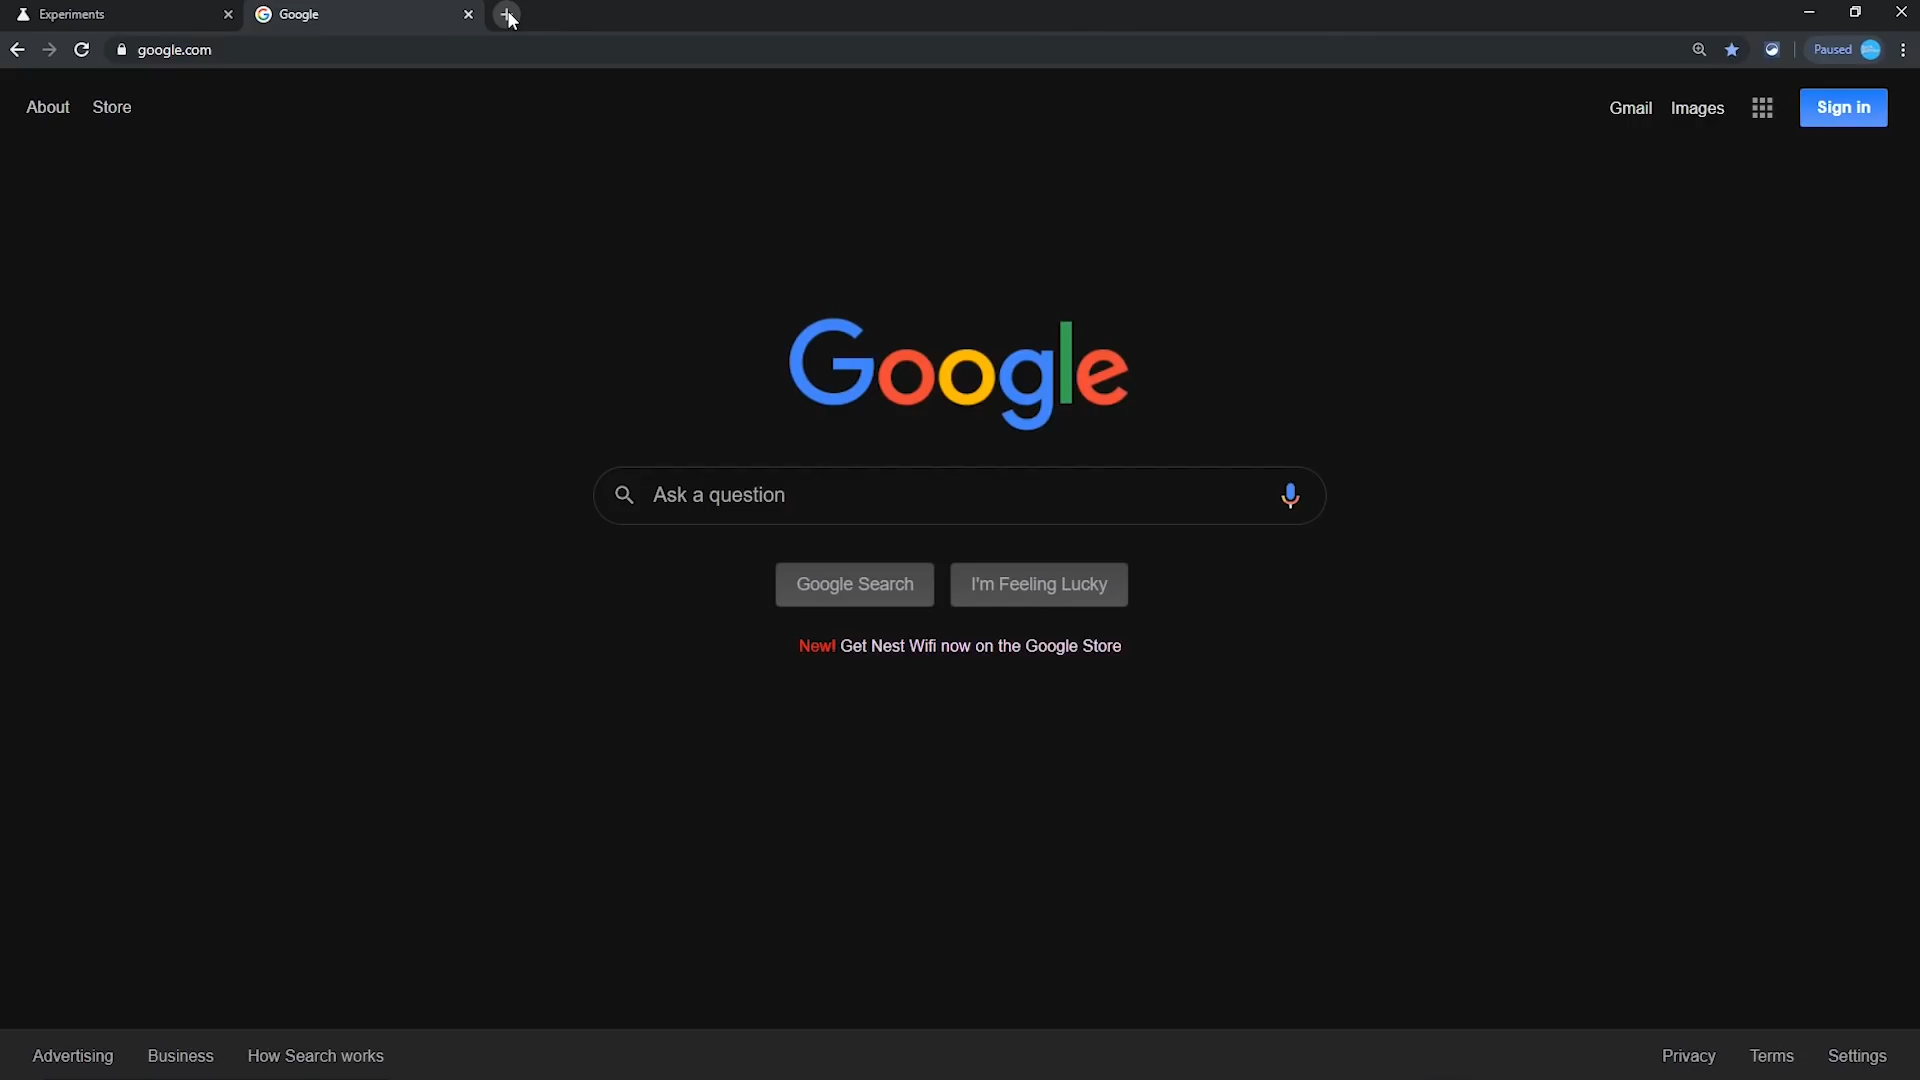 Experiments
Google
google.com
Paused
About Store
Gmail Images Sign in
Google
Ask a question
Google Search I'm Feeling Lucky
New! Get Nest Wifi now on the Google Store
Advertising Business How Search works
Privacy Terms Settings